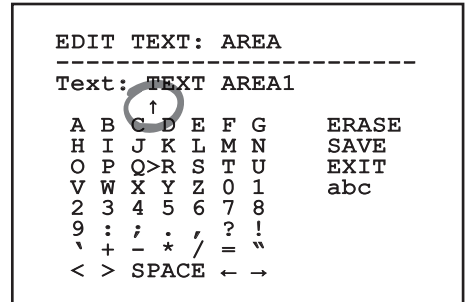 EDIT TEXT: AREA
------------------------
Text: TEXT AREA1
↑
A B C D E F G ERASE
H I J K L M N SAVE
O P Q>R S T U EXIT
V W X Y Z 0 1 abc
2 3 4 5 6 7 8
9 : ; . , ? !
‘ + – * / = “
< > SPACE ← →